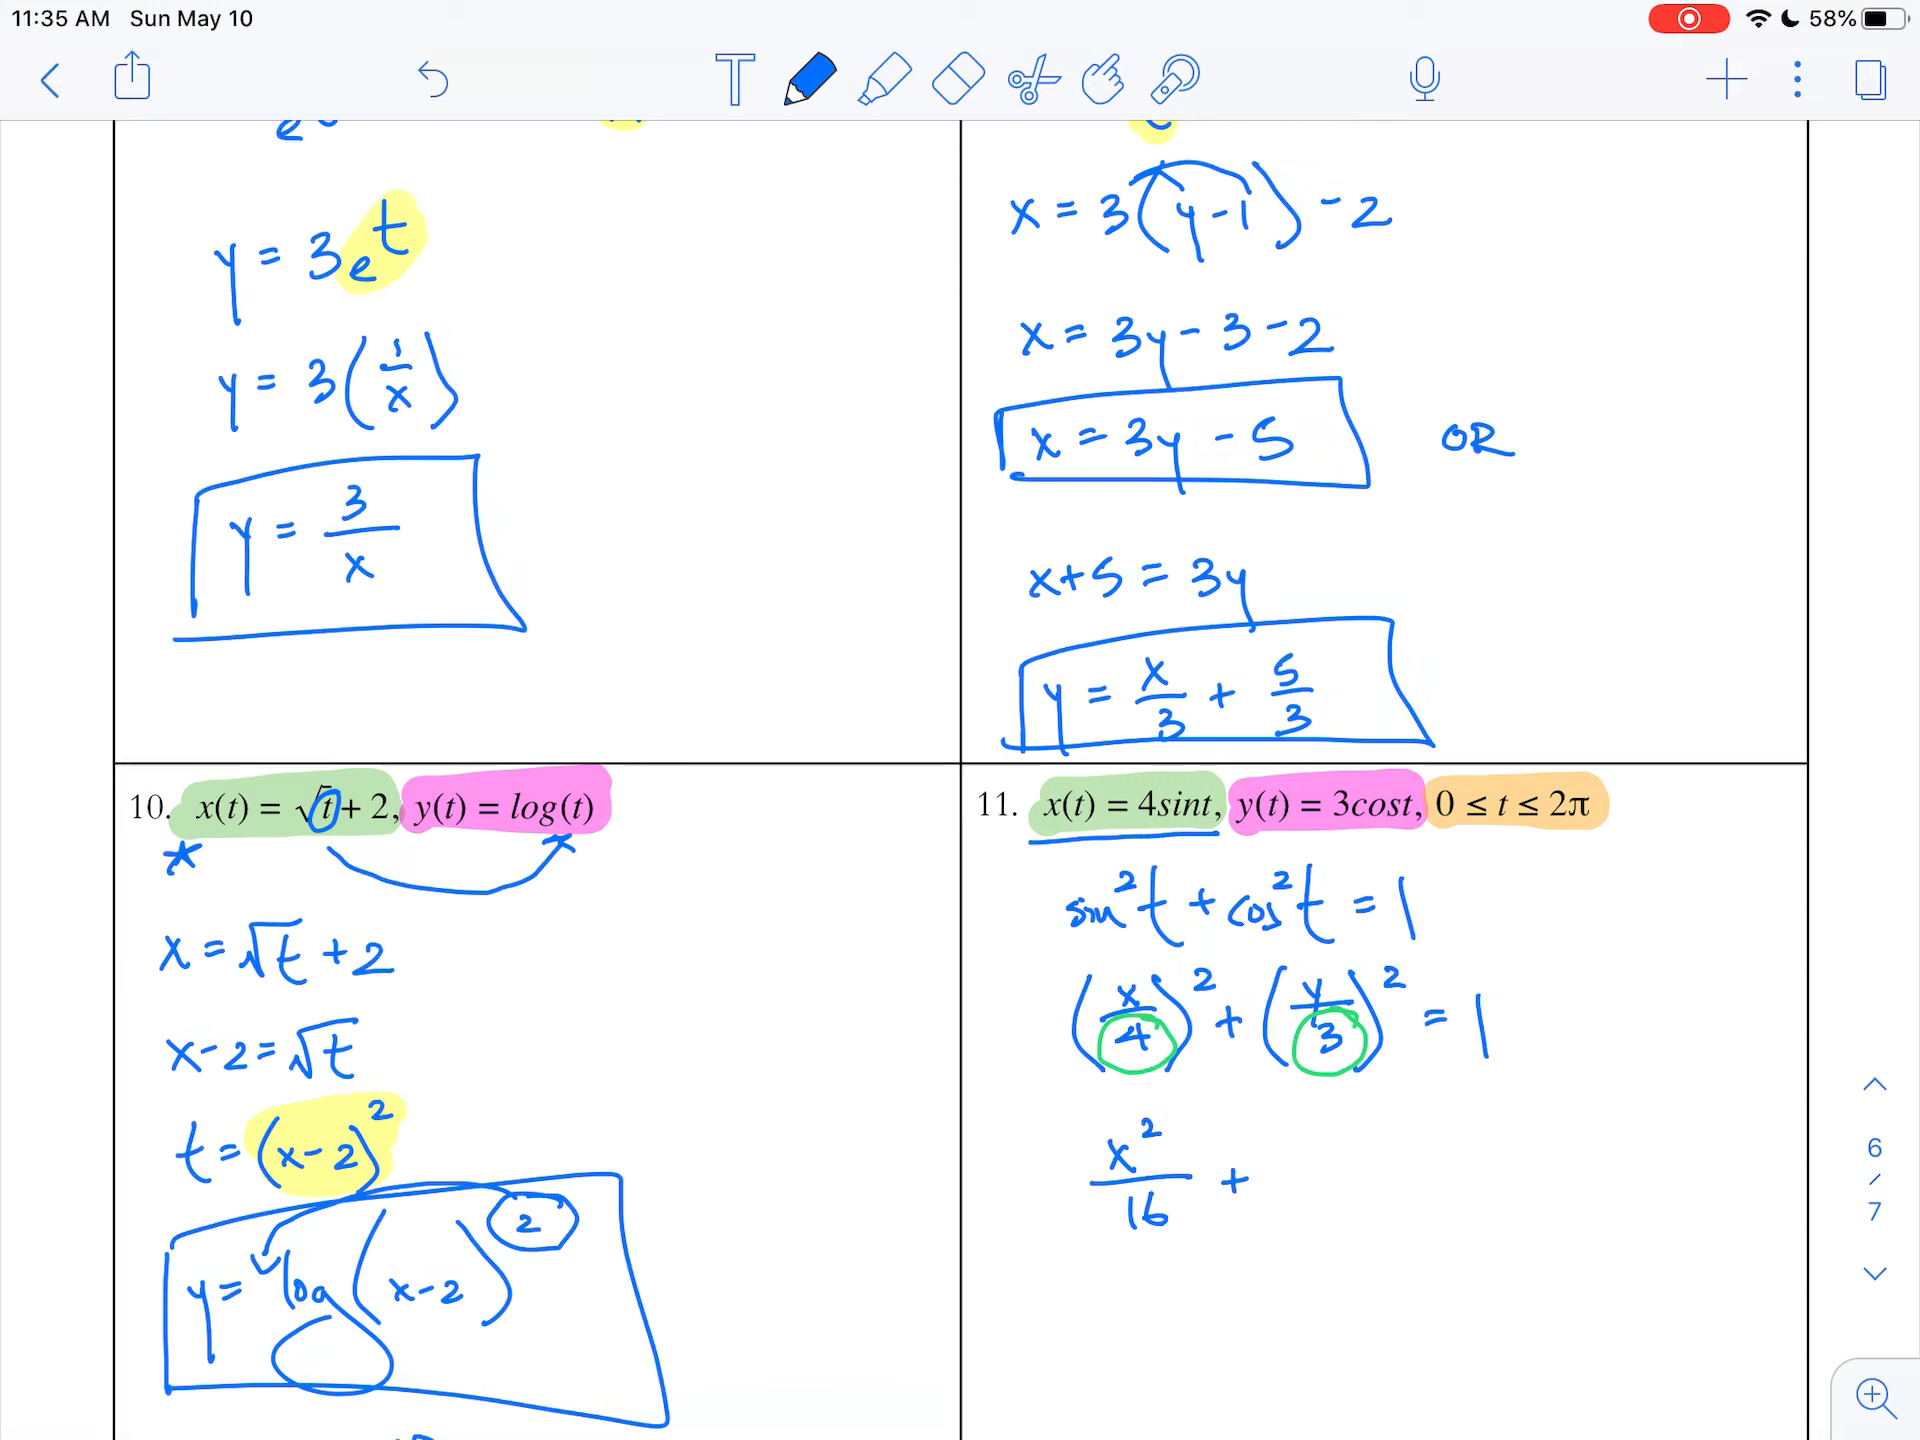 11:35 AM Sun May 10
58%
T
y = 3e^t
y = 3(1/x)
y = 3/x
x = 3(y-1) - 2
x = 3y - 3 - 2
x = 3y - 5 OR
x+5 = 3y
y = x/3 + 5/3
10. x(t) = √t + 2, y(t) = log(t)
x = √t + 2
x-2 = √t
t = (x-2)^2
y = log(x-2)^2
11. x(t) = 4sint, y(t) = 3cost, 0 ≤ t ≤ 2π
sin^2 t + cos^2 t = 1
(x/4)^2 + (y/3)^2 = 1
x^2/16 +
6
/
7